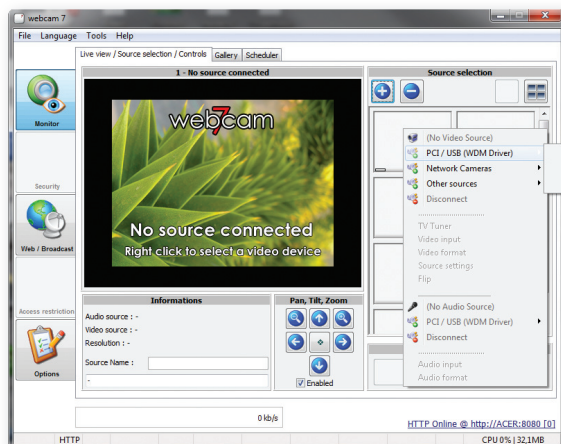 webcam 7
File Language Tools Help
Live view / Source selection / Controls Gallery Scheduler
Monitor
Security
Web / Broadcast
Access restriction
Options
1 - No source connected
webcam 7
No source connected
Right click to select a video device
Informations
Audio source : -
Video source : -
Resolution : -
Source Name :
-
Pan, Tilt, Zoom
Enabled
Source selection
(No Video Source)
PCI / USB (WDM Driver)
Network Cameras
Other sources
Disconnect
TV Tuner
Video input
Video format
Source settings
Flip
(No Audio Source)
PCI / USB (WDM Driver)
Disconnect
Audio input
Audio format
0 kb/s
HTTP Online @ http://ACER:8080 [0]
HTTP
CPU 0% | 32,1MB